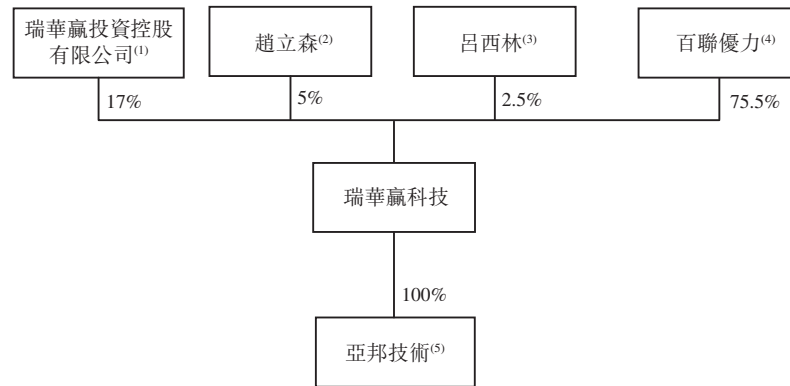 瑞華贏投資控股
有限公司(1)
趙立森(2)
呂西林(3)
百聯優力(4)
17%
5%
2.5%
75.5%
瑞華贏科技
100%
亞邦技術(5)